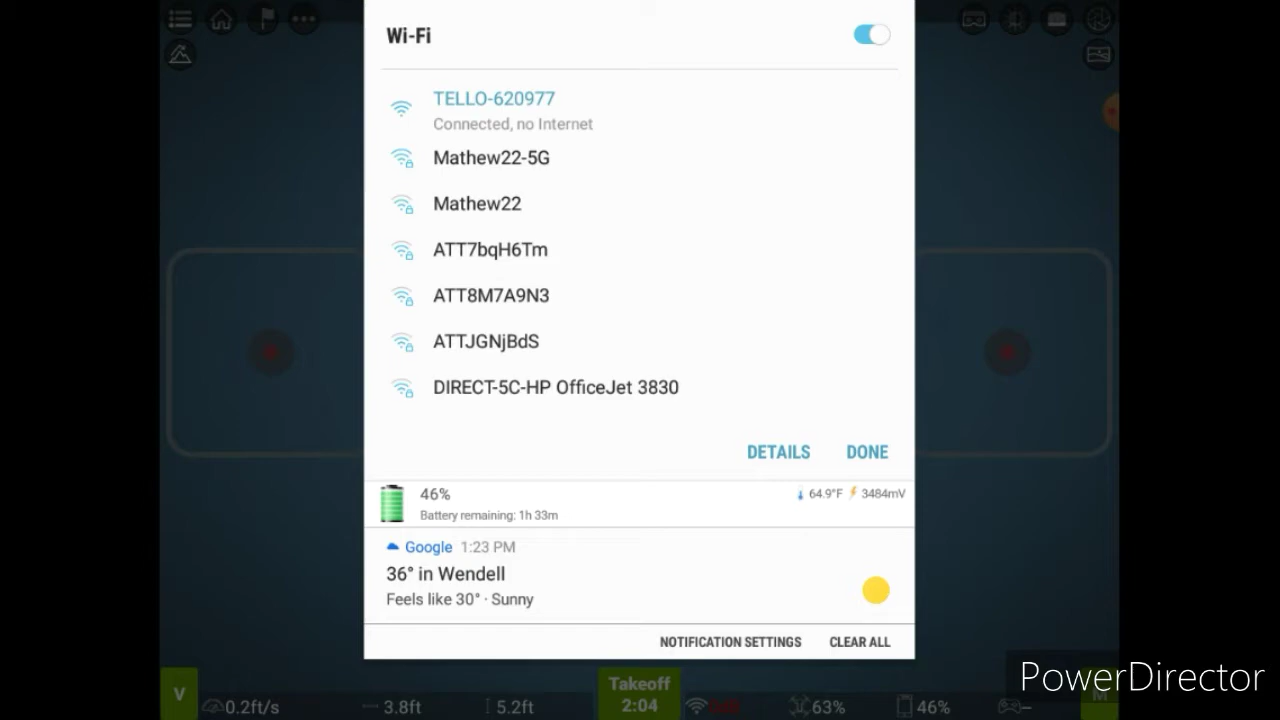 Wi-Fi
TELLO-620977
Connected, no Internet
Mathew22-5G
Mathew22
ATT7bqH6Tm
ATT8M7A9N3
ATTJGNjBdS
DIRECT-5C-HP OfficeJet 3830
DETAILS DONE
46% 64.9°F 3484mV
Battery remaining: 1h 33m
Google 1:23 PM
36° in Wendell
Feels like 30° · Sunny
NOTIFICATION SETTINGS CLEAR ALL
PowerDirector
Takeoff
V 0.2ft/s 3.8ft 5.2ft 2:04 63% 46% – M